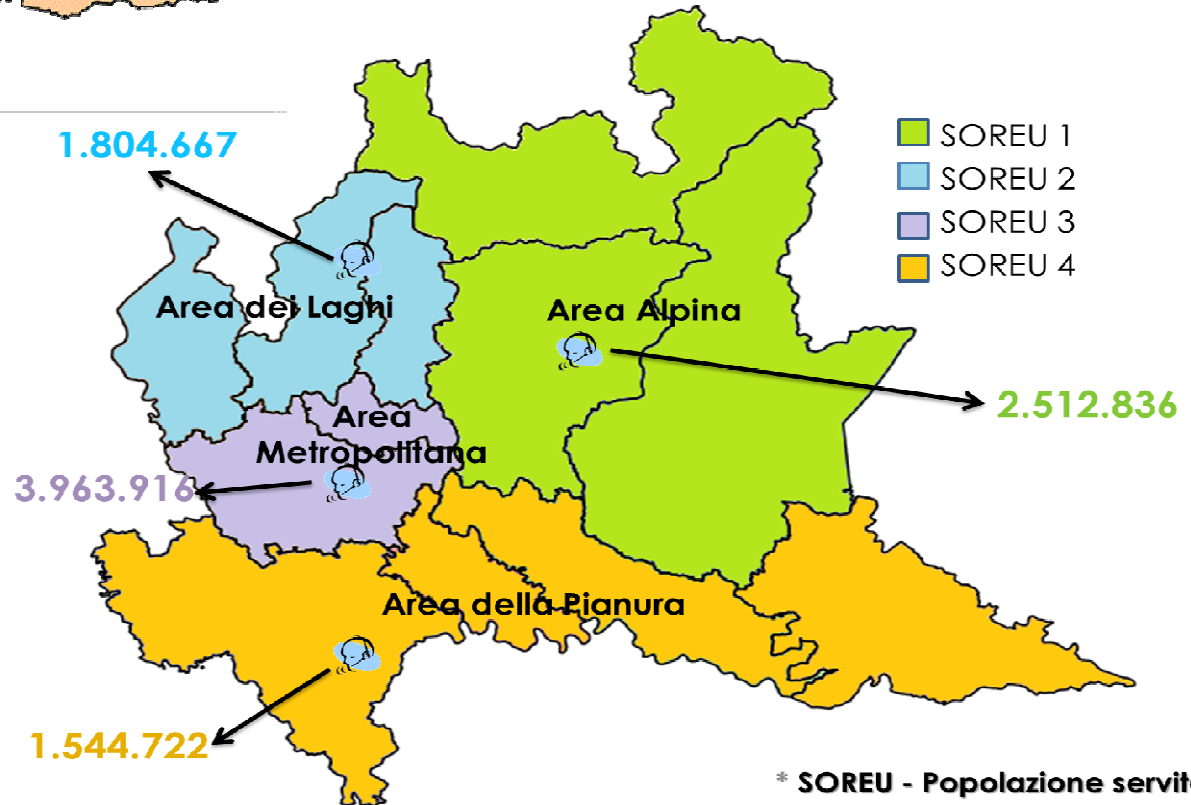 1.804.667
SOREU 1
SOREU 2
SOREU 3
SOREU 4
Area dei Laghi
Area Alpina
2.512.836
Area
Metropolitana
3.963.916
Area della Pianura
1.544.722
* SOREU - Popolazione servit